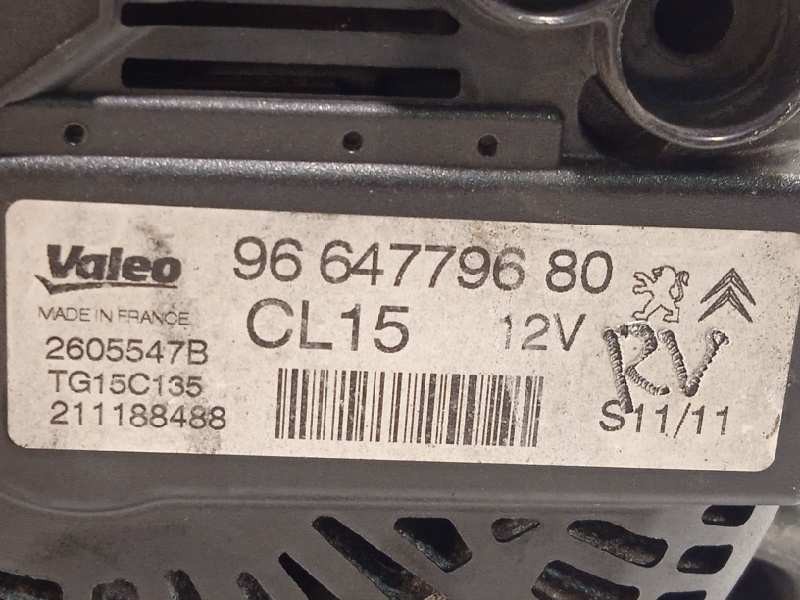 Valeo 96 647796 80
MADE IN FRANCE CL15 12V RV
2605547B
TG15C135
211188488 S11/11